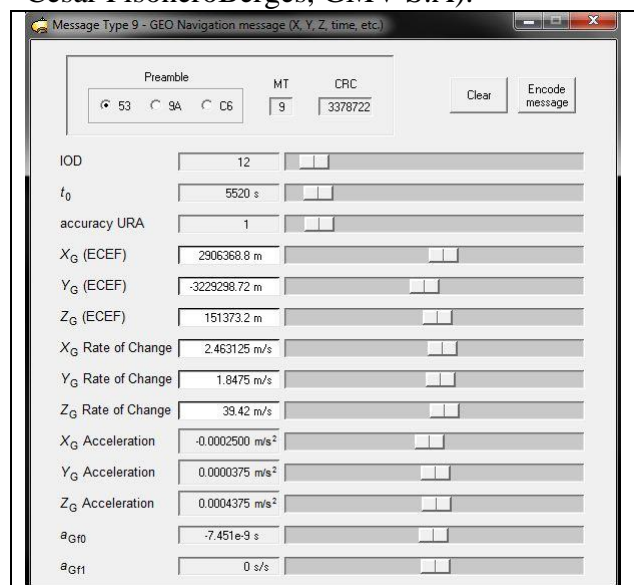 Cesar PisoneroBerges, GMV S.A).
Message Type 9 - GEO Navigation message (X, Y, Z, time, etc.)
Preamble MT CRC
53 9A C6 9 3378722 Clear Encode message
IOD 12
t0 5520 s
accuracy URA 1
XG (ECEF) 2906368.8 m
YG (ECEF) -3229298.72 m
ZG (ECEF) 151373.2 m
XG Rate of Change 2.463125 m/s
YG Rate of Change 1.8475 m/s
ZG Rate of Change 39.42 m/s
XG Acceleration -0.0002500 m/s²
YG Acceleration 0.0000375 m/s²
ZG Acceleration 0.0004375 m/s²
aGf0 -7.451e-9 s
aGf1 0 s/s